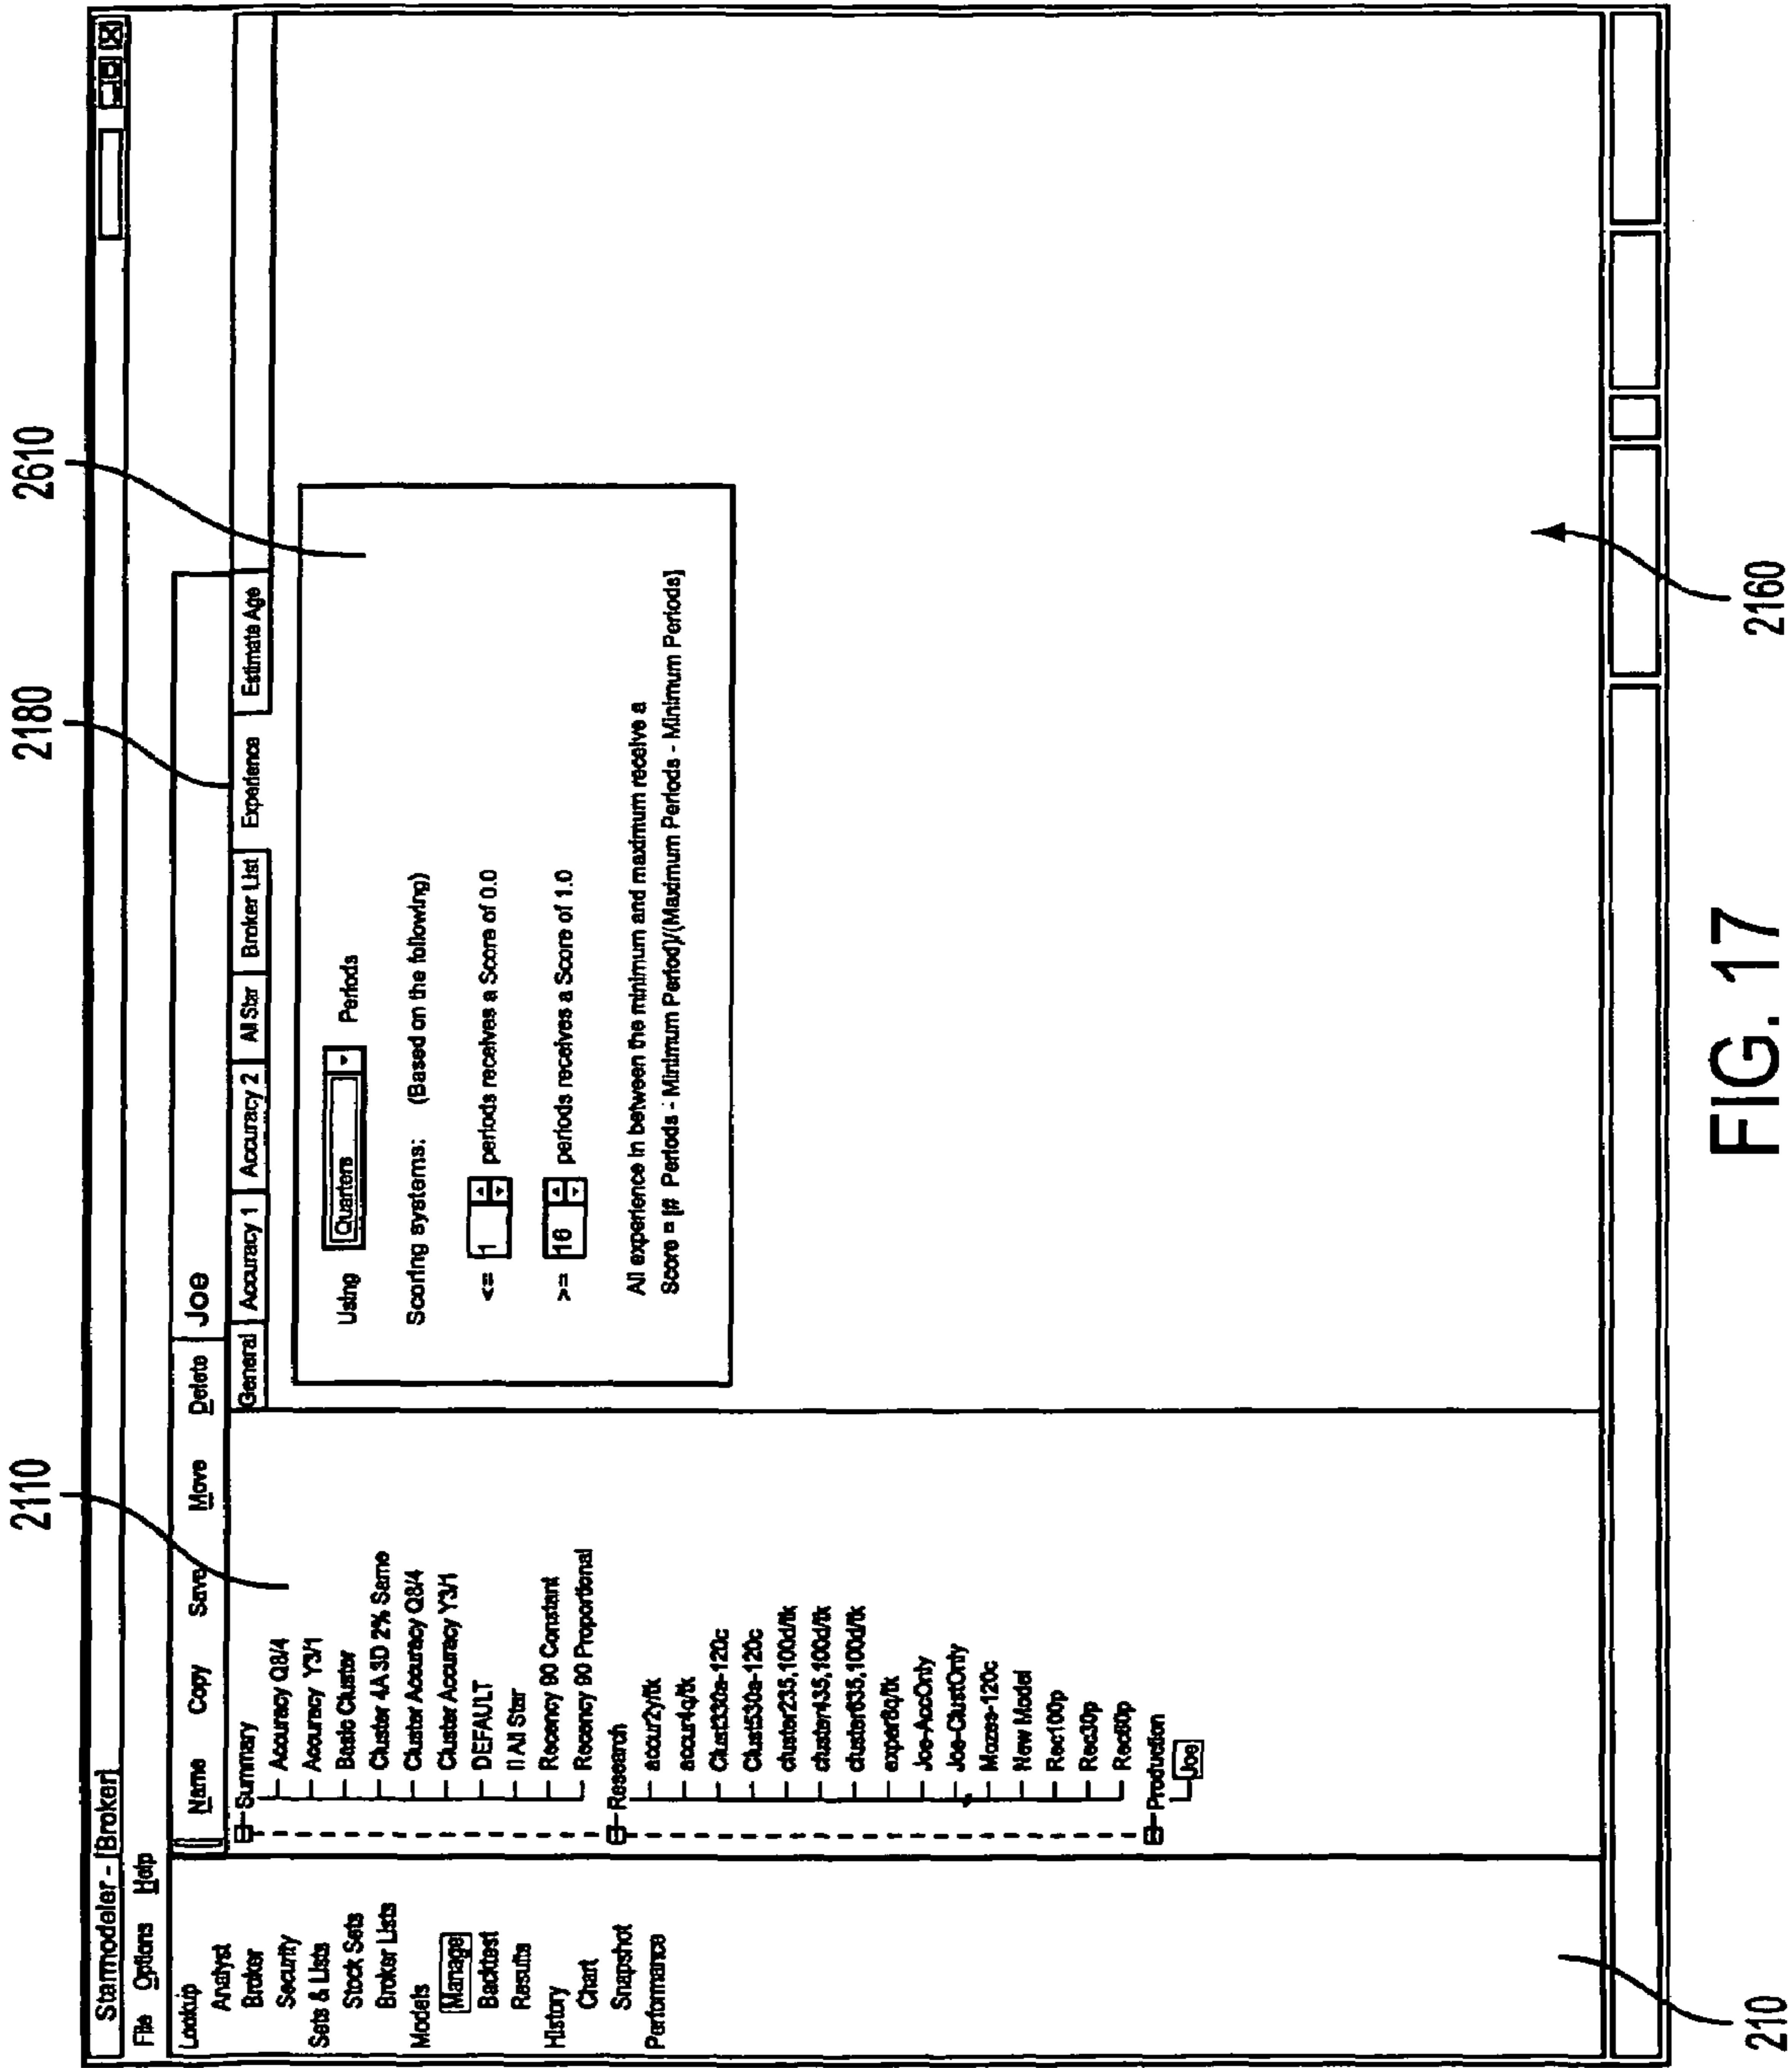 2110
2180
2610
Starmodeler - [Broker]
File Options Help
Name Copy Save Move Delete Joe
General Accuracy 1 Accuracy 2 All Star Broker List Experience Estimate Age
Lookup
Analyst
Broker
Security
Sets & Lists
Stock Sets
Broker Lists
Models
Manage
Backtest
Results
History
Chart
Snapshot
Performance
Summary
Accuracy Q8/4
Accuracy Y3/1
Basic Cluster
Cluster 4A 3D 2% Same
Cluster Accuracy Q8/4
Cluster Accuracy Y3/1
DEFAULT
All Star
Recency 90 Constant
Recency 90 Proportional
Research
accur2y/tk
accur4q/tk
Clust330a-120c
Clust530a-120c
cluster235,100d/tk
cluster435,100d/tk
cluster635,100d/tk
exper8q/tk
Joe-AccOnly
Joe-ClustOnly
Mozes-120c
New Model
Rec100p
Rec30p
Rec60p
Production
Joe
Using Quarters Periods
Scoring systems: (Based on the following)
<= 1 periods receives a Score of 0.0
>= 16 periods receives a Score of 1.0
All experience in between the minimum and maximum receive a
Score = [# Periods - Minimum Period)/(Maximum Periods - Minimum Periods]
210
2160
FIG. 17